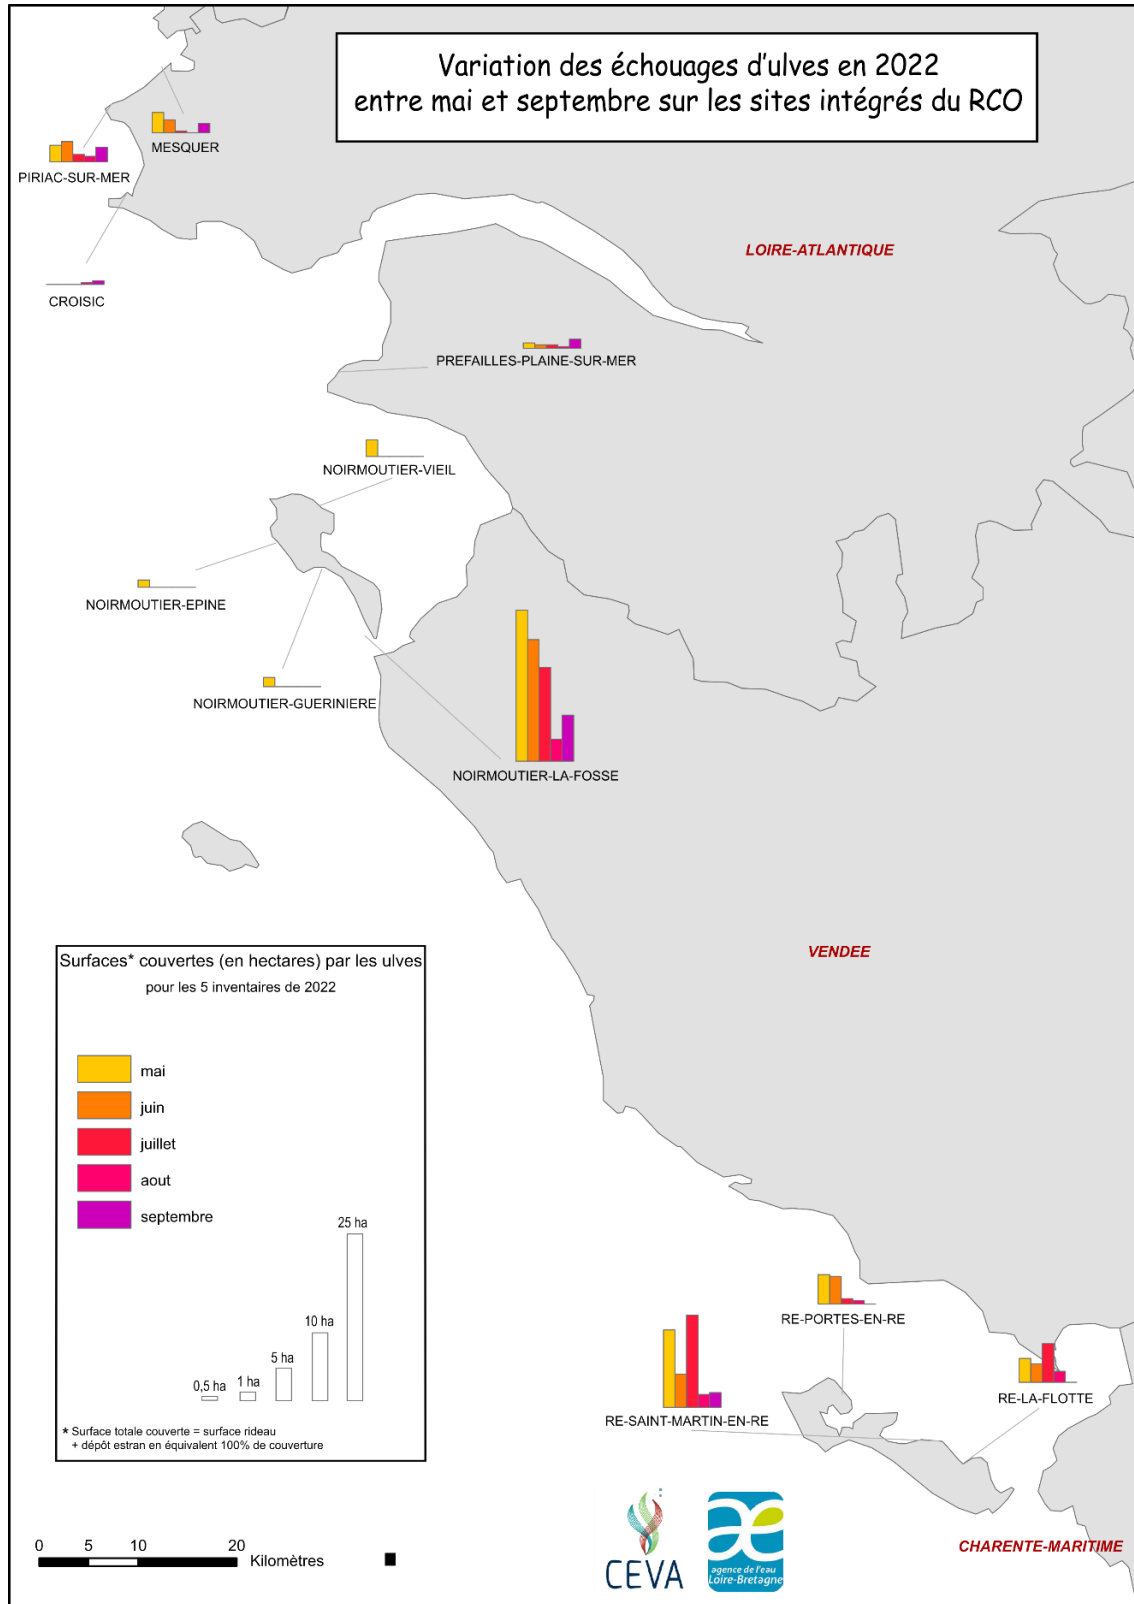 Variation des échouages d'ulves en 2022
entre mai et septembre sur les sites intégrés du RCO
MESQUER
PIRIAC-SUR-MER
LOIRE-ATLANTIQUE
CROISIC
PREFAILLES-PLAINE-SUR-MER
NOIRMOUTIER-VIEIL
NOIRMOUTIER-EPINE
NOIRMOUTIER-GUERINIERE
NOIRMOUTIER-LA-FOSSE
VENDEE
Surfaces* couvertes (en hectares) par les ulves
pour les 5 inventaires de 2022
mai
juin
juillet
aout
septembre
0,5 ha
1 ha
5 ha
10 ha
25 ha
* Surface totale couverte = surface rideau
+ dépôt estran en équivalent 100% de couverture
RE-PORTES-EN-RE
RE-LA-FLOTTE
RE-SAINT-MARTIN-EN-RE
0 5 10 20 Kilomètres
CEVA
agence de l'eau
Loire-Bretagne
CHARENTE-MARITIME